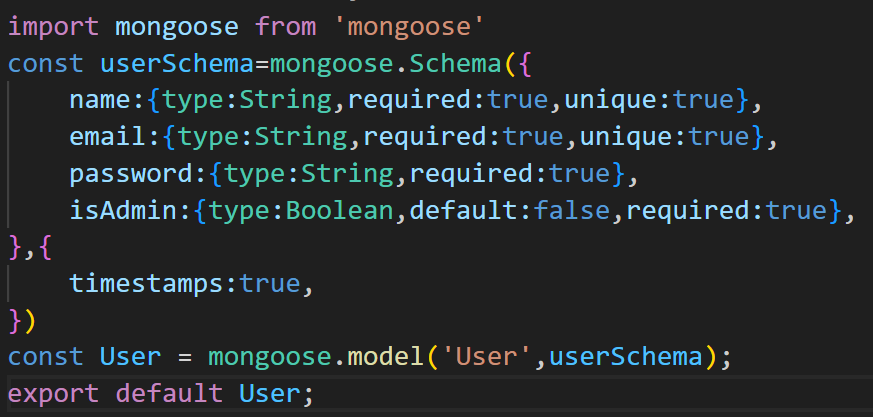 import mongoose from 'mongoose'
const userSchema=mongoose.Schema({
    name:{type:String,required:true,unique:true},
    email:{type:String,required:true,unique:true},
    password:{type:String,required:true},
    isAdmin:{type:Boolean,default:false,required:true},
},{
    timestamps:true,
})
const User = mongoose.model('User',userSchema);
export default User;